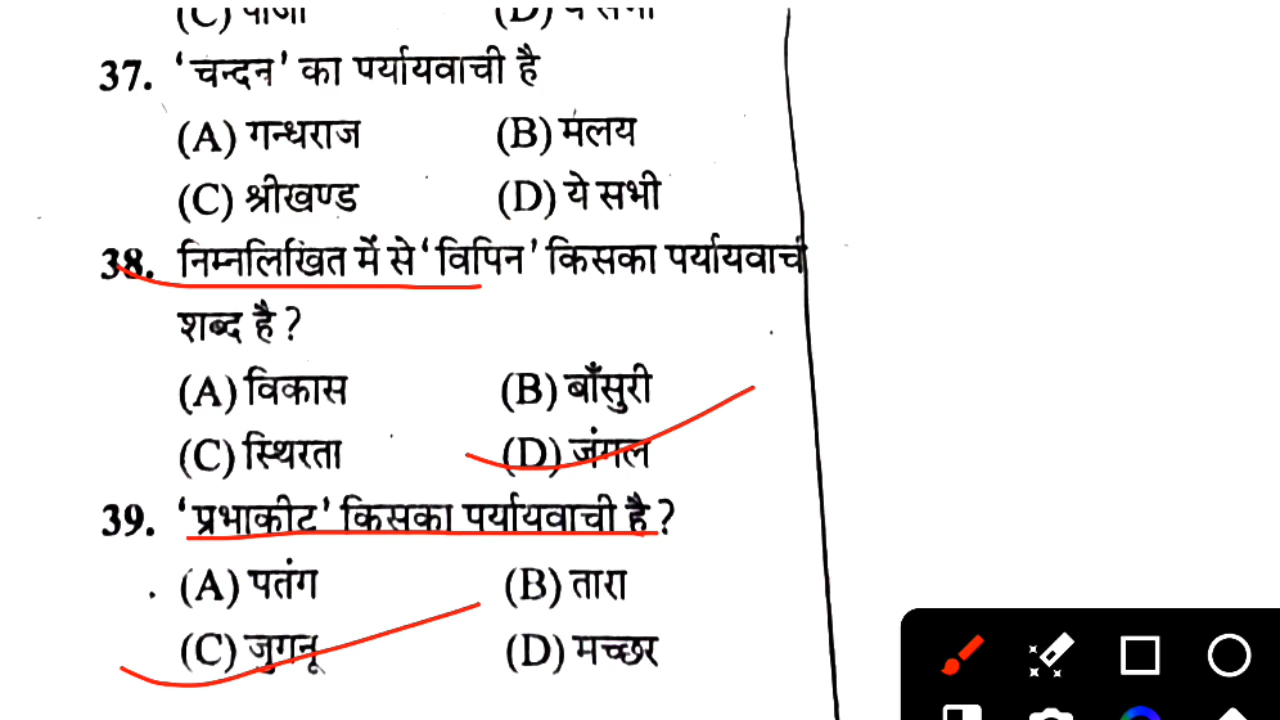 37. 'चन्दन' का पर्यायवाची है
(A) गन्धराज (B) मलय
(C) श्रीखण्ड (D) ये सभी
38. निम्नलिखित में से 'विपिन' किसका पर्यायवाची
शब्द है ?
(A) विकास (B) बाँसुरी
(C) स्थिरता (D) जंगल
39. 'प्रभाकीट' किसका पर्यायवाची है ?
(A) पतंग (B) तारा
(C) जुगनू (D) मच्छर